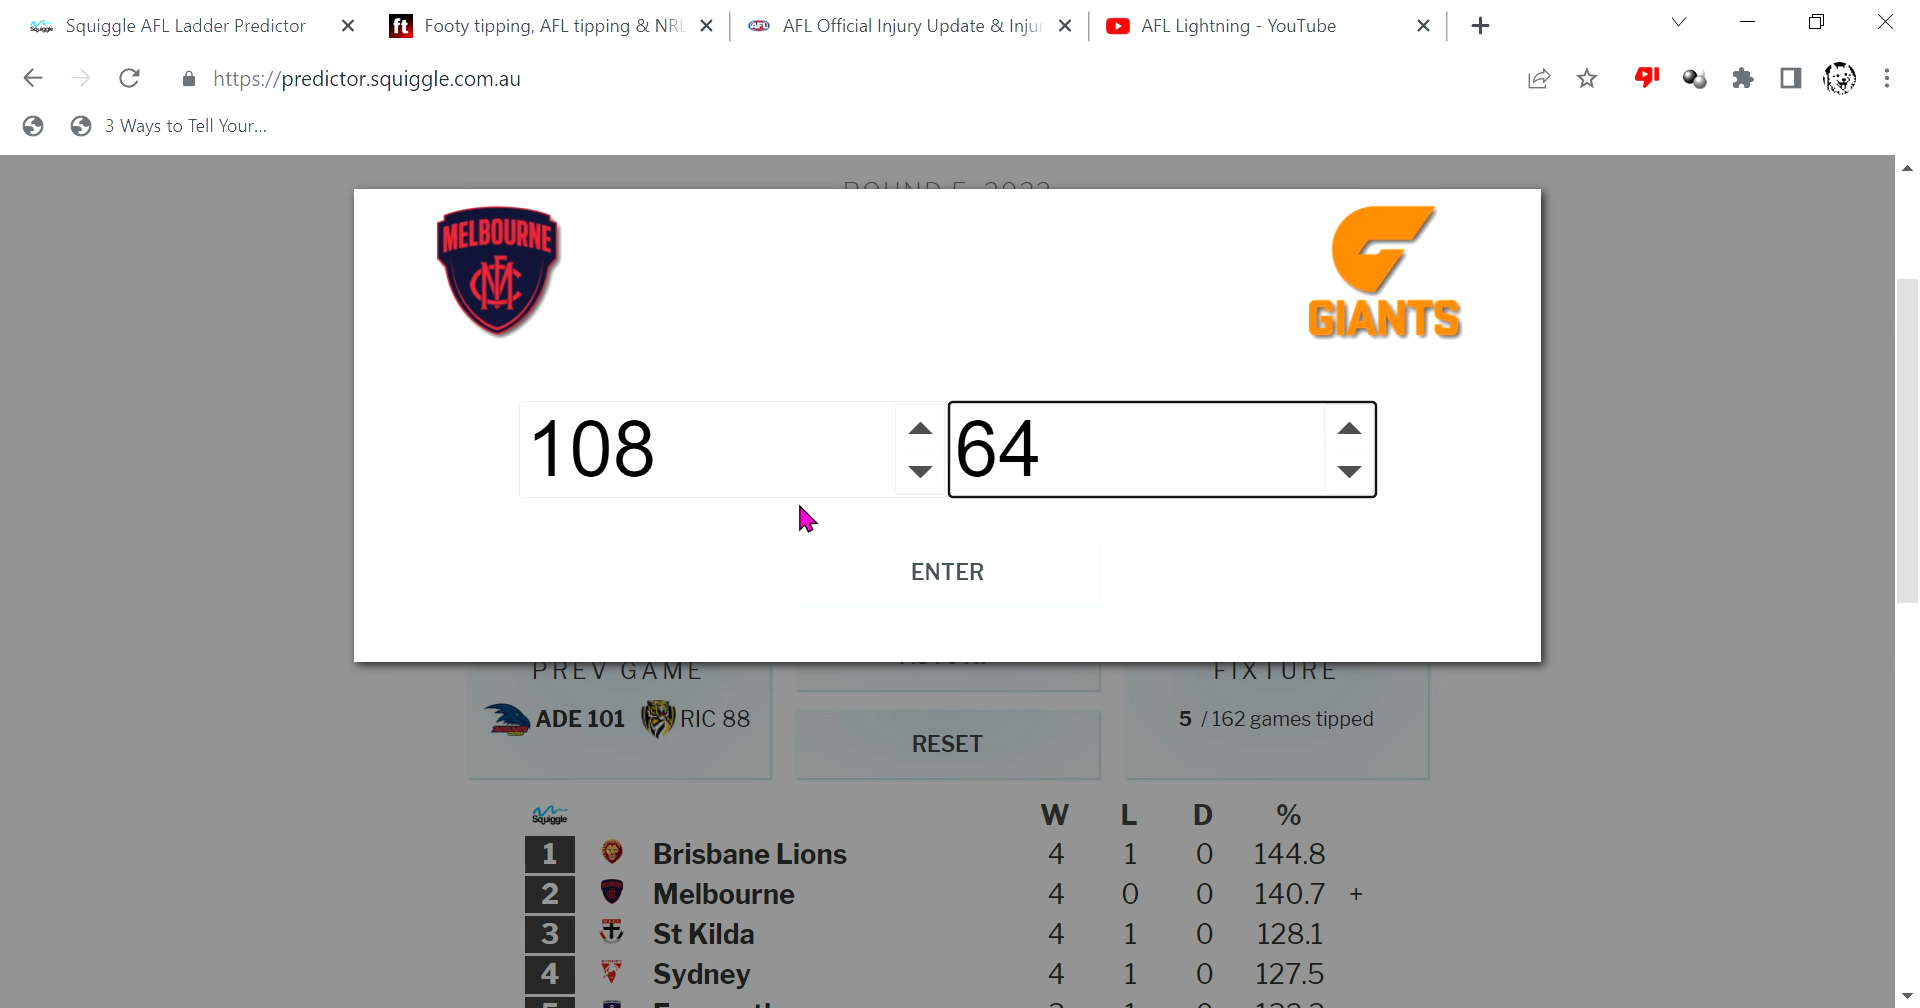 Squiggle AFL Ladder Predictor
Footy tipping, AFL tipping & NRL
AFL Official Injury Update & Injur
AFL Lightning - YouTube
https://predictor.squiggle.com.au
3 Ways to Tell Your...
MELBOURNE
GIANTS
108
64
ENTER
PREV GAME
FIXTURE
ADE 101 RIC 88
5 / 162 games tipped
RESET
Squiggle W L D %
1 Brisbane Lions 4 1 0 144.8
2 Melbourne 4 0 0 140.7 +
3 St Kilda 4 1 0 128.1
4 Sydney 4 1 0 127.5